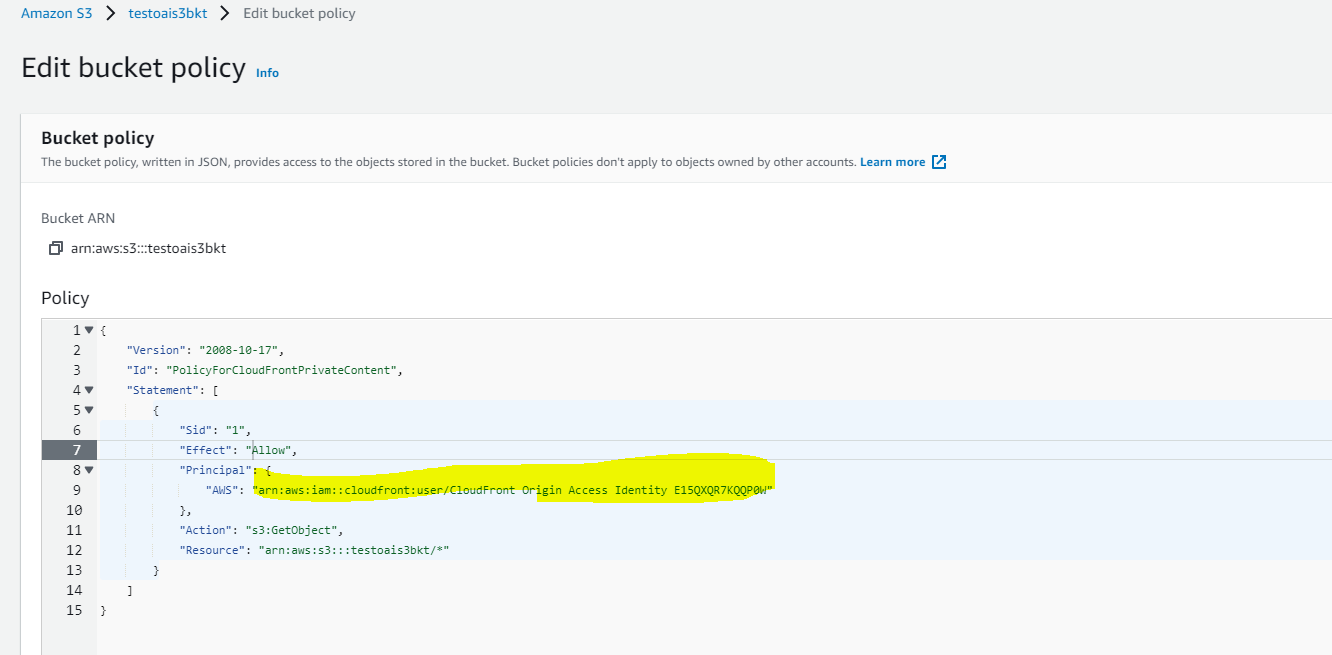 Amazon S3 > testoais3bkt > Edit bucket policy
Edit bucket policy Info
Bucket policy
The bucket policy, written in JSON, provides access to the objects stored in the bucket. Bucket policies don't apply to objects owned by other accounts. Learn more
Bucket ARN
arn:aws:s3:::testoais3bkt
Policy
1 {
2 "Version": "2008-10-17",
3 "Id": "PolicyForCloudFrontPrivateContent",
4 "Statement": [
5 {
6 "Sid": "1",
7 "Effect": "Allow",
8 "Principal": {
9 "AWS": "arn:aws:iam::cloudfront:user/CloudFront Origin Access Identity E15QXQR7KQQP0W"
10 },
11 "Action": "s3:GetObject",
12 "Resource": "arn:aws:s3:::testoais3bkt/*"
13 }
14 ]
15 }